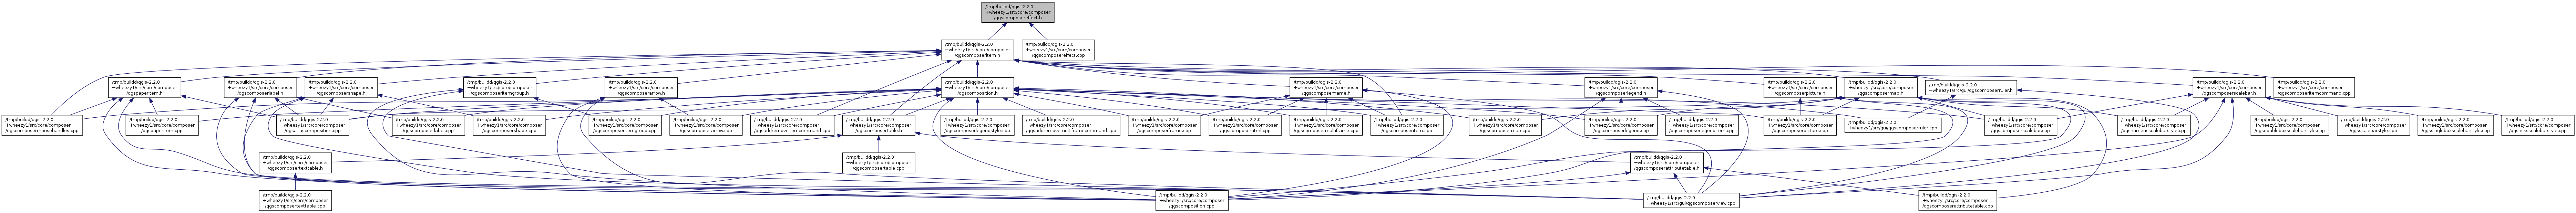 /tmp/buildd/qgis-2.2.0
+wheezy1/src/core/composer
/qgscomposereffect.h
/tmp/buildd/qgis-2.2.0
+wheezy1/src/core/composer
/qgscomposeritem.h
/tmp/buildd/qgis-2.2.0
+wheezy1/src/core/composer
/qgscomposereffect.cpp
/tmp/buildd/qgis-2.2.0
+wheezy1/src/core/composer
/qgspaperitem.h
/tmp/buildd/qgis-2.2.0
+wheezy1/src/core/composer
/qgscomposerlabel.h
/tmp/buildd/qgis-2.2.0
+wheezy1/src/core/composer
/qgscomposershape.h
/tmp/buildd/qgis-2.2.0
+wheezy1/src/core/composer
/qgscomposeritemgroup.h
/tmp/buildd/qgis-2.2.0
+wheezy1/src/core/composer
/qgscomposerarrow.h
/tmp/buildd/qgis-2.2.0
+wheezy1/src/core/composer
/qgscomposition.h
/tmp/buildd/qgis-2.2.0
+wheezy1/src/core/composer
/qgscomposerframe.h
/tmp/buildd/qgis-2.2.0
+wheezy1/src/core/composer
/qgscomposerlegend.h
/tmp/buildd/qgis-2.2.0
+wheezy1/src/core/composer
/qgscomposerpicture.h
/tmp/buildd/qgis-2.2.0
+wheezy1/src/core/composer
/qgscomposermap.h
/tmp/buildd/qgis-2.2.0
+wheezy1/src/gui/qgscomposerruler.h
/tmp/buildd/qgis-2.2.0
+wheezy1/src/core/composer
/qgscomposerscalebar.h
/tmp/buildd/qgis-2.2.0
+wheezy1/src/core/composer
/qgscomposeritemcommand.cpp
/tmp/buildd/qgis-2.2.0
+wheezy1/src/core/composer
/qgscomposermousehandles.cpp
/tmp/buildd/qgis-2.2.0
+wheezy1/src/core/composer
/qgspaperitem.cpp
/tmp/buildd/qgis-2.2.0
+wheezy1/src/core/composer
/qgsatlascomposition.cpp
/tmp/buildd/qgis-2.2.0
+wheezy1/src/core/composer
/qgscomposerlabel.cpp
/tmp/buildd/qgis-2.2.0
+wheezy1/src/core/composer
/qgscomposershape.cpp
/tmp/buildd/qgis-2.2.0
+wheezy1/src/core/composer
/qgscomposeritemgroup.cpp
/tmp/buildd/qgis-2.2.0
+wheezy1/src/core/composer
/qgscomposerarrow.cpp
/tmp/buildd/qgis-2.2.0
+wheezy1/src/core/composer
/qgsaddremoveitemcommand.cpp
/tmp/buildd/qgis-2.2.0
+wheezy1/src/core/composer
/qgscomposertable.h
/tmp/buildd/qgis-2.2.0
+wheezy1/src/core/composer
/qgscomposerlegendstyle.cpp
/tmp/buildd/qgis-2.2.0
+wheezy1/src/core/composer
/qgsaddremovemultiframecommand.cpp
/tmp/buildd/qgis-2.2.0
+wheezy1/src/core/composer
/qgscomposerframe.cpp
/tmp/buildd/qgis-2.2.0
+wheezy1/src/core/composer
/qgscomposerhtml.cpp
/tmp/buildd/qgis-2.2.0
+wheezy1/src/core/composer
/qgscomposermultiframe.cpp
/tmp/buildd/qgis-2.2.0
+wheezy1/src/core/composer
/qgscomposeritem.cpp
/tmp/buildd/qgis-2.2.0
+wheezy1/src/core/composer
/qgscomposermap.cpp
/tmp/buildd/qgis-2.2.0
+wheezy1/src/core/composer
/qgscomposerlegend.cpp
/tmp/buildd/qgis-2.2.0
+wheezy1/src/core/composer
/qgscomposerlegenditem.cpp
/tmp/buildd/qgis-2.2.0
+wheezy1/src/core/composer
/qgscomposerpicture.cpp
/tmp/buildd/qgis-2.2.0
+wheezy1/src/gui/qgscomposerruler.cpp
/tmp/buildd/qgis-2.2.0
+wheezy1/src/core/composer
/qgscomposerscalebar.cpp
/tmp/buildd/qgis-2.2.0
+wheezy1/src/core/composer
/qgsnumericscalebarstyle.cpp
/tmp/buildd/qgis-2.2.0
+wheezy1/src/core/composer
/qgsdoubleboxscalebarstyle.cpp
/tmp/buildd/qgis-2.2.0
+wheezy1/src/core/composer
/qgsscalebarstyle.cpp
/tmp/buildd/qgis-2.2.0
+wheezy1/src/core/composer
/qgssingleboxscalebarstyle.cpp
/tmp/buildd/qgis-2.2.0
+wheezy1/src/core/composer
/qgsticksscalebarstyle.cpp
/tmp/buildd/qgis-2.2.0
+wheezy1/src/core/composer
/qgscomposertexttable.h
/tmp/buildd/qgis-2.2.0
+wheezy1/src/core/composer
/qgscomposertable.cpp
/tmp/buildd/qgis-2.2.0
+wheezy1/src/core/composer
/qgscomposerattributetable.h
/tmp/buildd/qgis-2.2.0
+wheezy1/src/core/composer
/qgscomposertexttable.cpp
/tmp/buildd/qgis-2.2.0
+wheezy1/src/core/composer
/qgscomposition.cpp
/tmp/buildd/qgis-2.2.0
+wheezy1/src/gui/qgscomposerview.cpp
/tmp/buildd/qgis-2.2.0
+wheezy1/src/core/composer
/qgscomposerattributetable.cpp